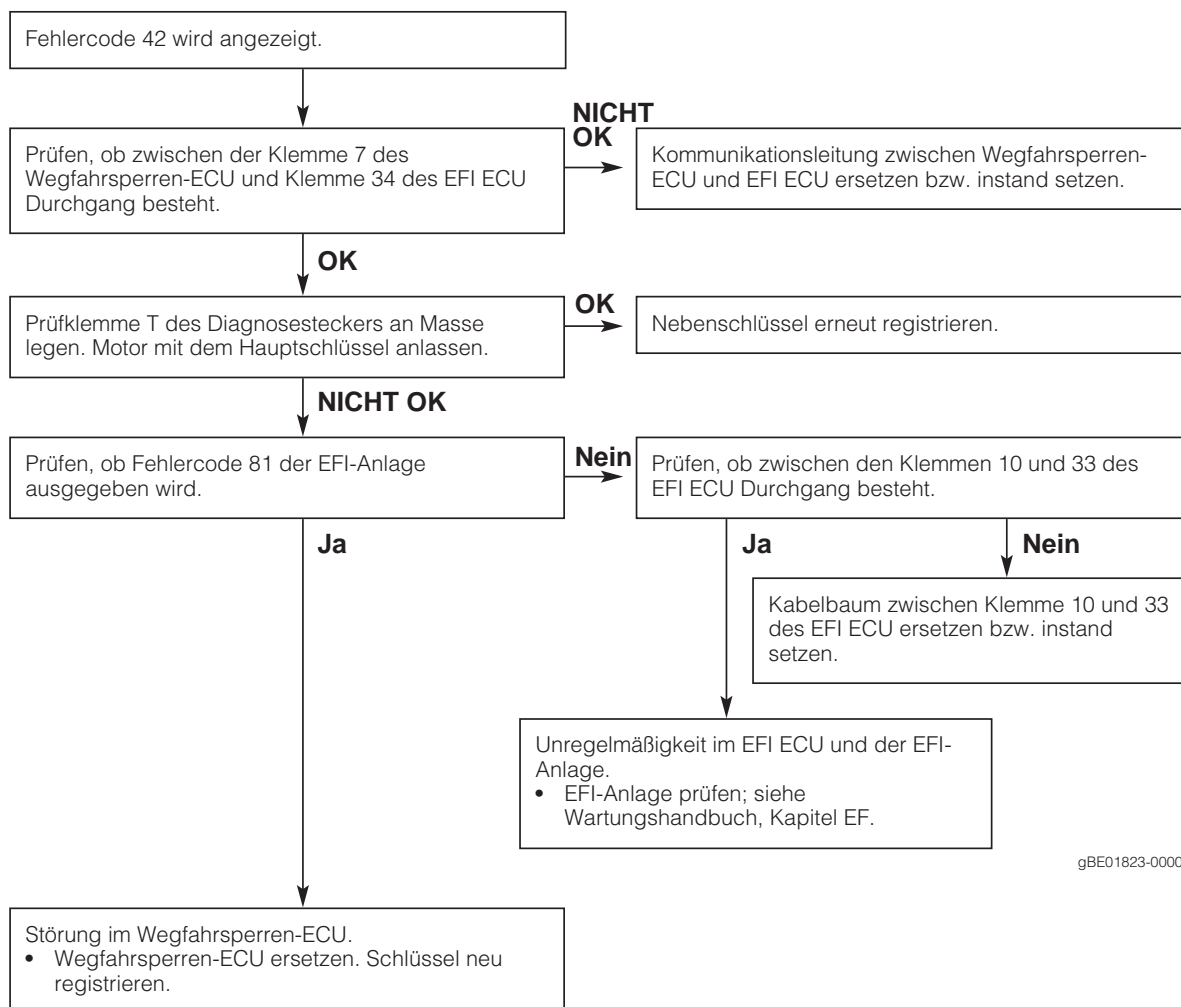 Fehlercode 42 wird angezeigt.
NICHT
OK
Prüfen, ob zwischen der Klemme 7 des
Wegfahrsperren-ECU und Klemme 34 des EFI ECU
Durchgang besteht.
Kommunikationsleitung zwischen Wegfahrsperren-
ECU und EFI ECU ersetzen bzw. instand setzen.
OK
Prüfklemme T des Diagnosesteckers an Masse
legen. Motor mit dem Hauptschlüssel anlassen.
OK
Nebenschlüssel erneut registrieren.
NICHT OK
Prüfen, ob Fehlercode 81 der EFI-Anlage
ausgegeben wird.
Nein
Prüfen, ob zwischen den Klemmen 10 und 33 des
EFI ECU Durchgang besteht.
Ja
Ja
Nein
Kabelbaum zwischen Klemme 10 und 33
des EFI ECU ersetzen bzw. instand
setzen.
Unregelmäßigkeit im EFI ECU und der EFI-
Anlage.
• EFI-Anlage prüfen; siehe
Wartungshandbuch, Kapitel EF.
gBE01823-0000
Störung im Wegfahrsperren-ECU.
• Wegfahrsperren-ECU ersetzen. Schlüssel neu
registrieren.